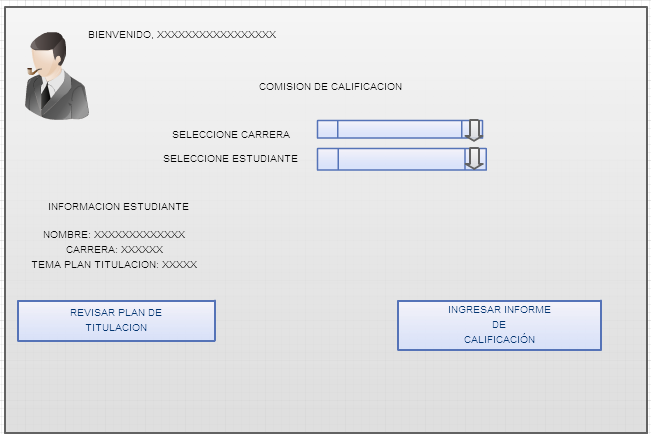 BIENVENIDO, XXXXXXXXXXXXXXXXX
COMISION DE CALIFICACION
SELECCIONE CARRERA
SELECCIONE ESTUDIANTE
INFORMACION ESTUDIANTE
NOMBRE: XXXXXXXXXXXXX
CARRERA: XXXXXX
TEMA PLAN TITULACION: XXXXX
REVISAR PLAN DE
TITULACION
INGRESAR INFORME
DE
CALIFICACIÓN